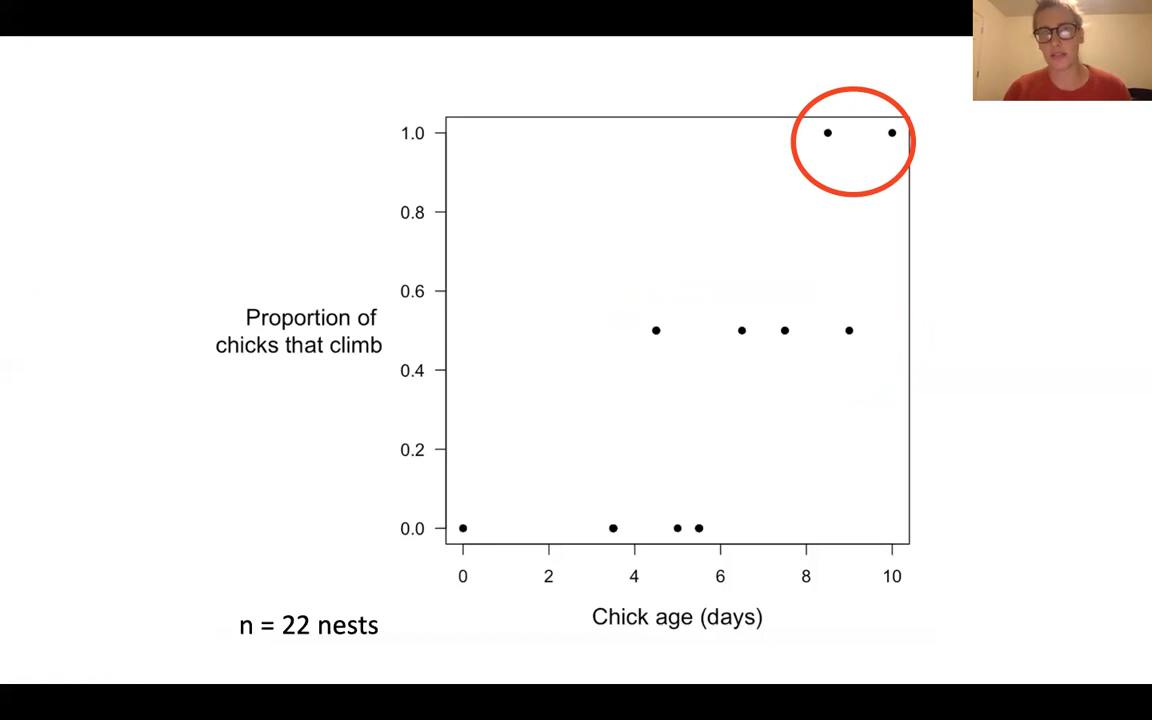 1.0
0.8
0.6
Proportion of
chicks that climb
0.4
0.2
0.0
0 2 4 6 8 10
Chick age (days)
n = 22 nests